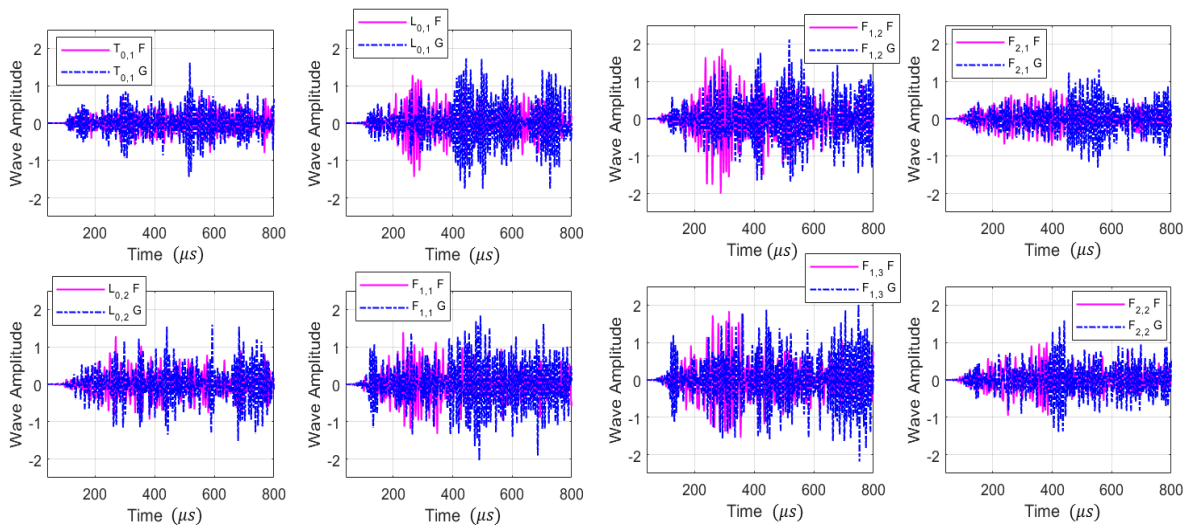 T0,1 F
T0,1 G
2
1
0
-1
-2
Wave Amplitude
200 400 600 800
Time (μs)
L0,1 F
L0,1 G
2
1
0
-1
-2
Wave Amplitude
200 400 600 800
Time (μs)
F1,2 F
F1,2 G
2
1
0
-1
-2
Wave Amplitude
200 400 600 800
Time (μs)
F2,1 F
F2,1 G
2
1
0
-1
-2
Wave Amplitude
200 400 600 800
Time (μs)
L0,2 F
L0,2 G
2
1
0
-1
-2
Wave Amplitude
200 400 600 800
Time (μs)
F1,1 F
F1,1 G
2
1
0
-1
-2
Wave Amplitude
200 400 600 800
Time (μs)
F1,3 F
F1,3 G
2
1
0
-1
-2
Wave Amplitude
200 400 600 800
Time (μs)
F2,2 F
F2,2 G
2
1
0
-1
-2
Wave Amplitude
200 400 600 800
Time (μs)